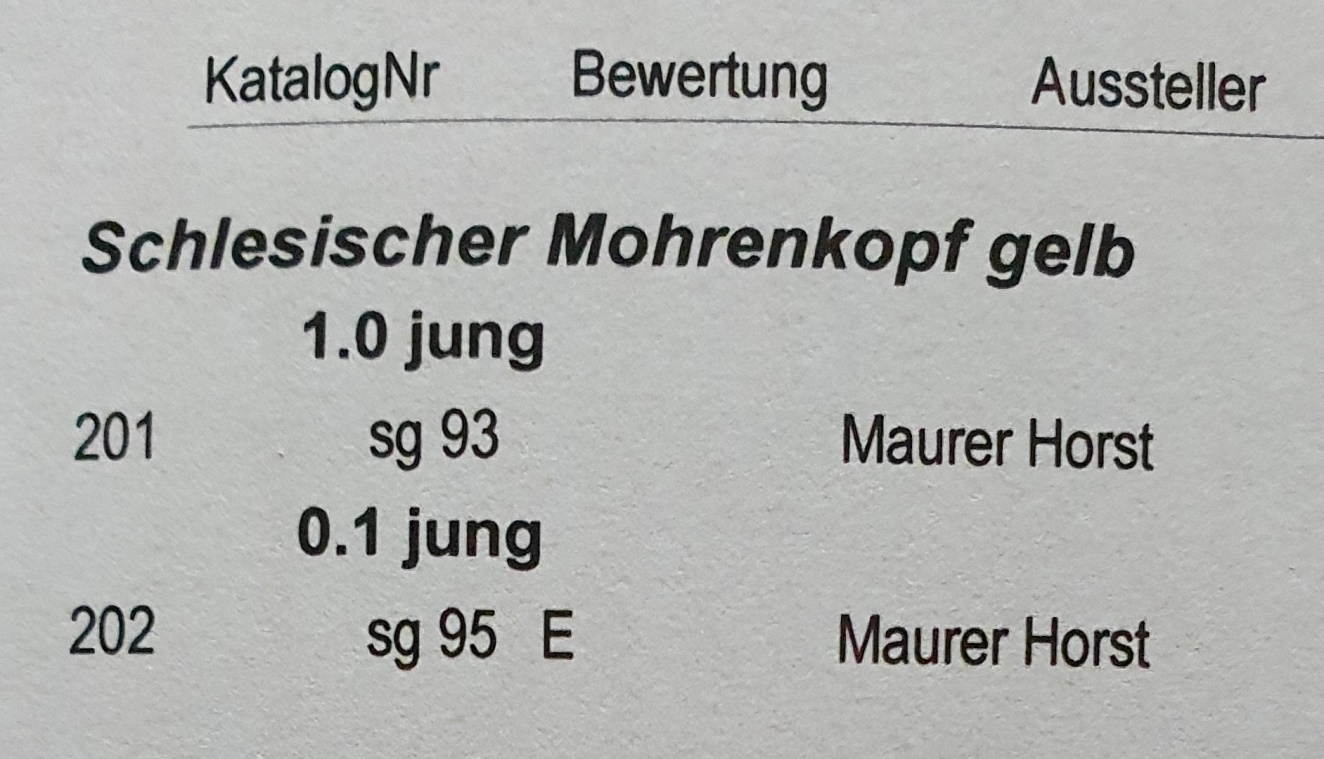 KatalogNr Bewertung Aussteller
Schlesischer Mohrenkopf gelb
1.0 jung
201 sg 93 Maurer Horst
0.1 jung
202 sg 95 E Maurer Horst